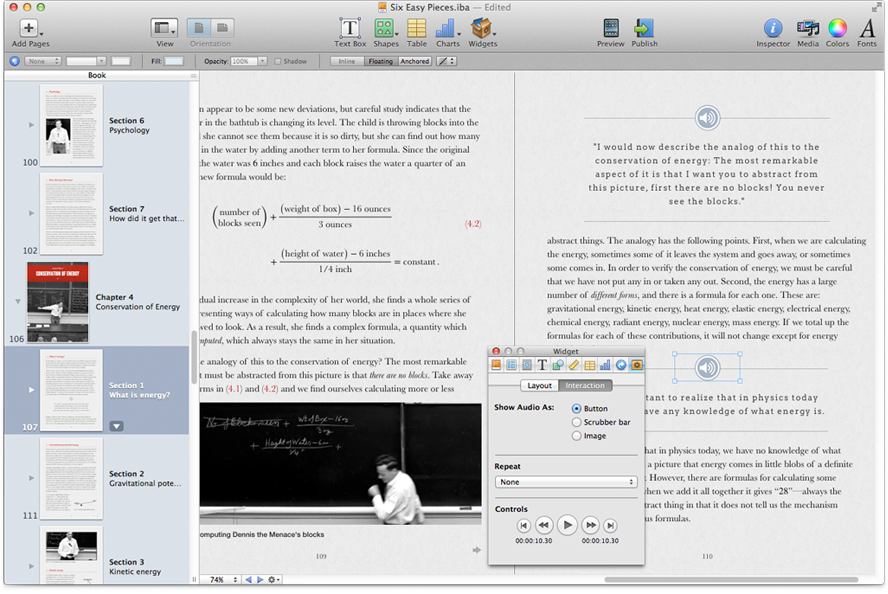 Six Easy Pieces.iba — Edited
Add Pages
View
Orientation
Text Box
Shapes
Table
Charts
Widgets
Preview
Publish
Inspector
Media
Colors
Fonts
None
Fill:
Opacity: 100%
Shadow
Inline
Floating
Anchored
Book
Section 6
Psychology
100
Section 7
How did it get that...
102
CONSERVATION OF ENERGY
Chapter 4
Conservation of Energy
106
Section 1
What is energy?
107
Section 2
Gravitational pote...
111
Section 3
Kinetic energy
n appear to be some new deviations, but careful study indicates that the
r in the bathtub is changing its level. The child is throwing blocks into the
l she cannot see them because it is so dirty, but she can find out how many
in the water by adding another term to her formula. Since the original
the water was 6 inches and each block raises the water a quarter of an
new formula would be:
(number of blocks seen) + (weight of box) − 16 ounces / 3 ounces (4.2)
+ (height of water) − 6 inches / 1/4 inch = constant.
dual increase in the complexity of her world, she finds a whole series of
resenting ways of calculating how many blocks are in places where she
wed to look. As a result, she finds a complex formula, a quantity which
mputed, which always stays the same in her situation.
e analogy of this to the conservation of energy? The most remarkable
t must be abstracted from this picture is that there are no blocks. Take away
erms in (4.1) and (4.2) and we find ourselves calculating more or less
omputing Dennis the Menace's blocks
109
74%
"I would now describe the analog of this to the
conservation of energy: The most remarkable
aspect of it is that I want you to abstract from
this picture, first there are no blocks! You never
see the blocks."
abstract things. The analogy has the following points. First, when we are calculating
the energy, sometimes some of it leaves the system and goes away, or sometimes
some comes in. In order to verify the conservation of energy, we must be careful
that we have not put any in or taken any out. Second, the energy has a large
number of different forms, and there is a formula for each one. These are:
gravitational energy, kinetic energy, heat energy, elastic energy, electrical energy,
chemical energy, radiant energy, nuclear energy, mass energy. If we total up the
formulas for each of these contributions, it will not change except for energy
tant to realize that in physics today
ave any knowledge of what energy is.
hat in physics today, we have no knowledge of what
a picture that energy comes in little blobs of a definite
However, there are formulas for calculating some
hen we add it all together it gives "28"—always the
tract thing in that it does not tell us the mechanism
us formulas.
110
Widget
Layout
Interaction
Show Audio As:
Button
Scrubber bar
Image
Repeat
None
Controls
00:00:10.30
00:00:10.30